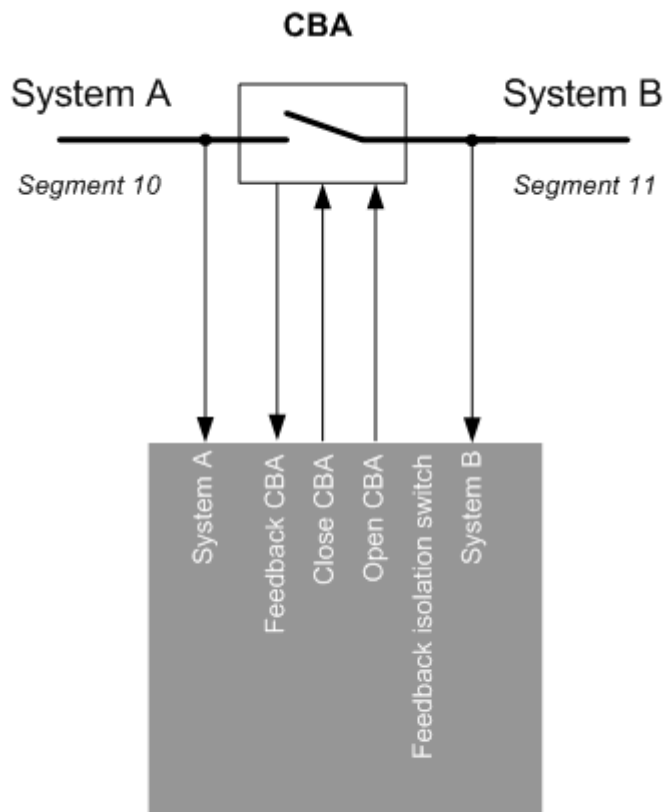 CBA
System A
System B
Segment 10
Segment 11
System A
Feedback CBA
Close CBA
Open CBA
Feedback isolation switch
System B